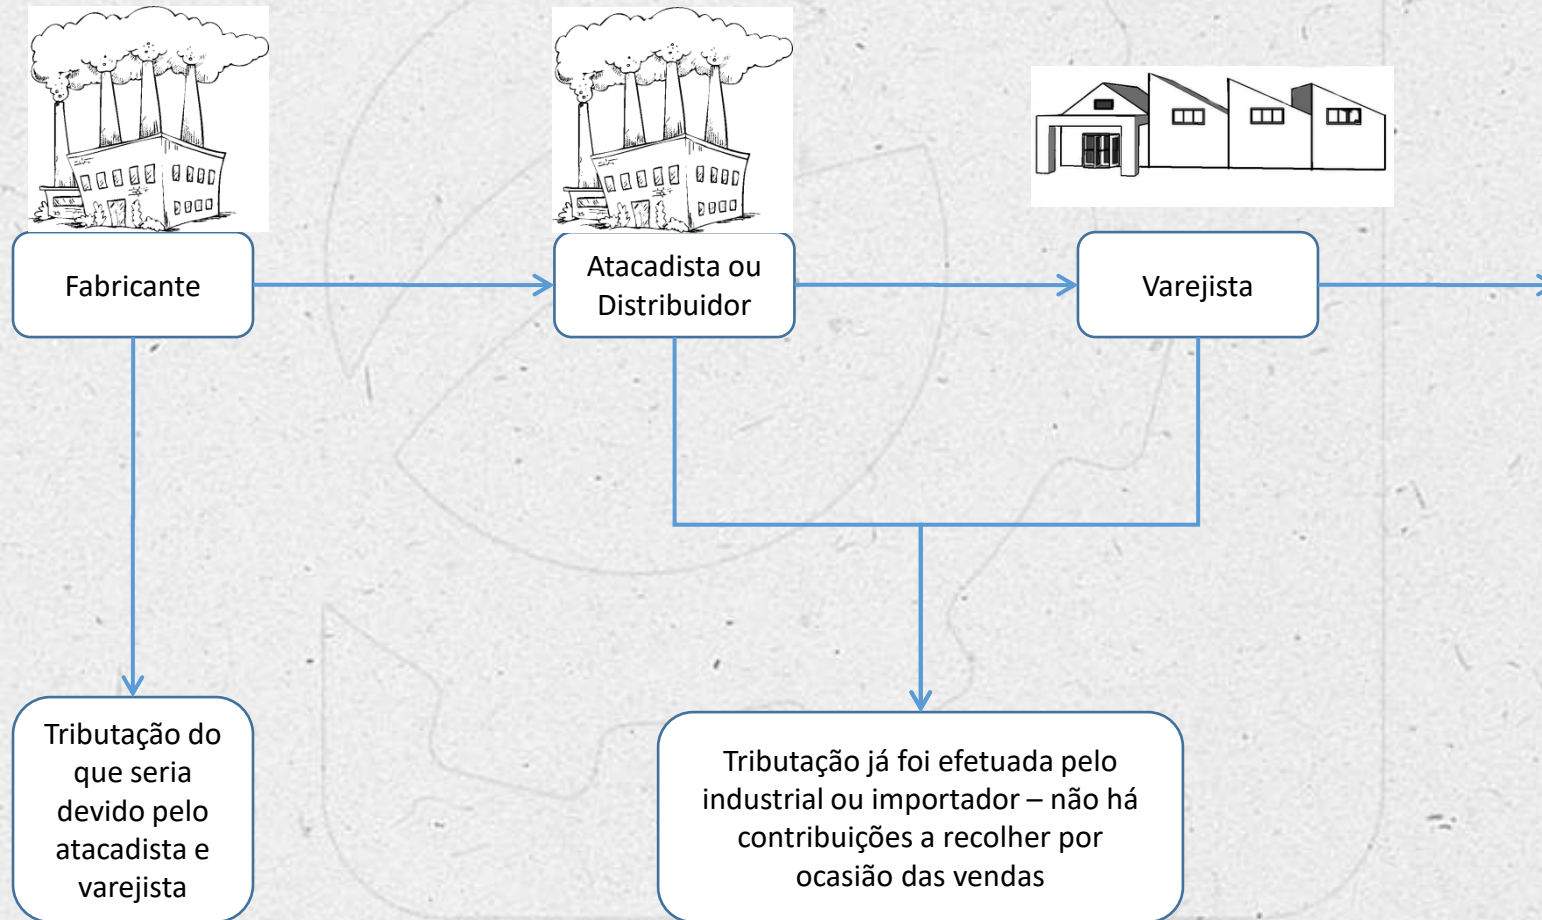 Fabricante
Atacadista ou
Distribuidor
Varejista
Tributação do
que seria
devido pelo
atacadista e
varejista
Tributação já foi efetuada pelo
industrial ou importador – não há
contribuições a recolher por
ocasião das vendas